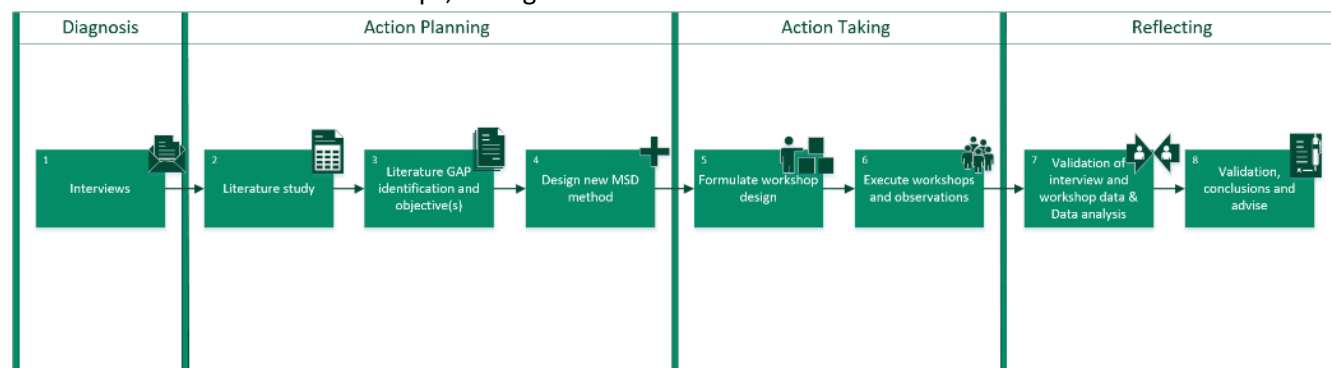 Diagnosis
Action Planning
Action Taking
Reflecting
1
Interviews
2
Literature study
3
Literature GAP
identification and
objective(s)
4
Design new MSD
method
5
Formulate workshop
design
6
Execute workshops
and observations
7
Validation of
interview and
workshop data &
Data analysis
8
Validation,
conclusions and
advise